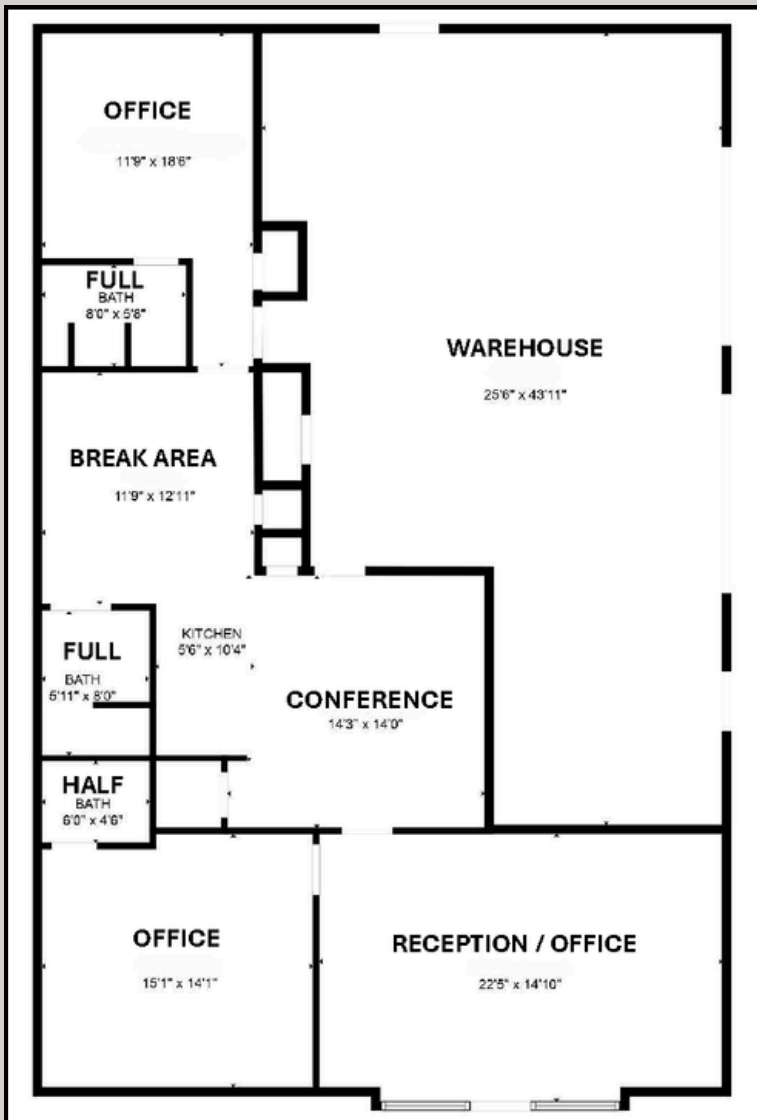 OFFICE
11'9" x 18'6"
FULL
BATH
8'0" x 5'8"
WAREHOUSE
25'6" x 43'11"
BREAK AREA
11'9" x 12'11"
KITCHEN
5'6" x 10'4"
FULL
BATH
5'11" x 8'0"
CONFERENCE
14'3" x 14'0"
HALF
BATH
6'0" x 4'6"
OFFICE
15'1" x 14'1"
RECEPTION / OFFICE
22'5" x 14'10"